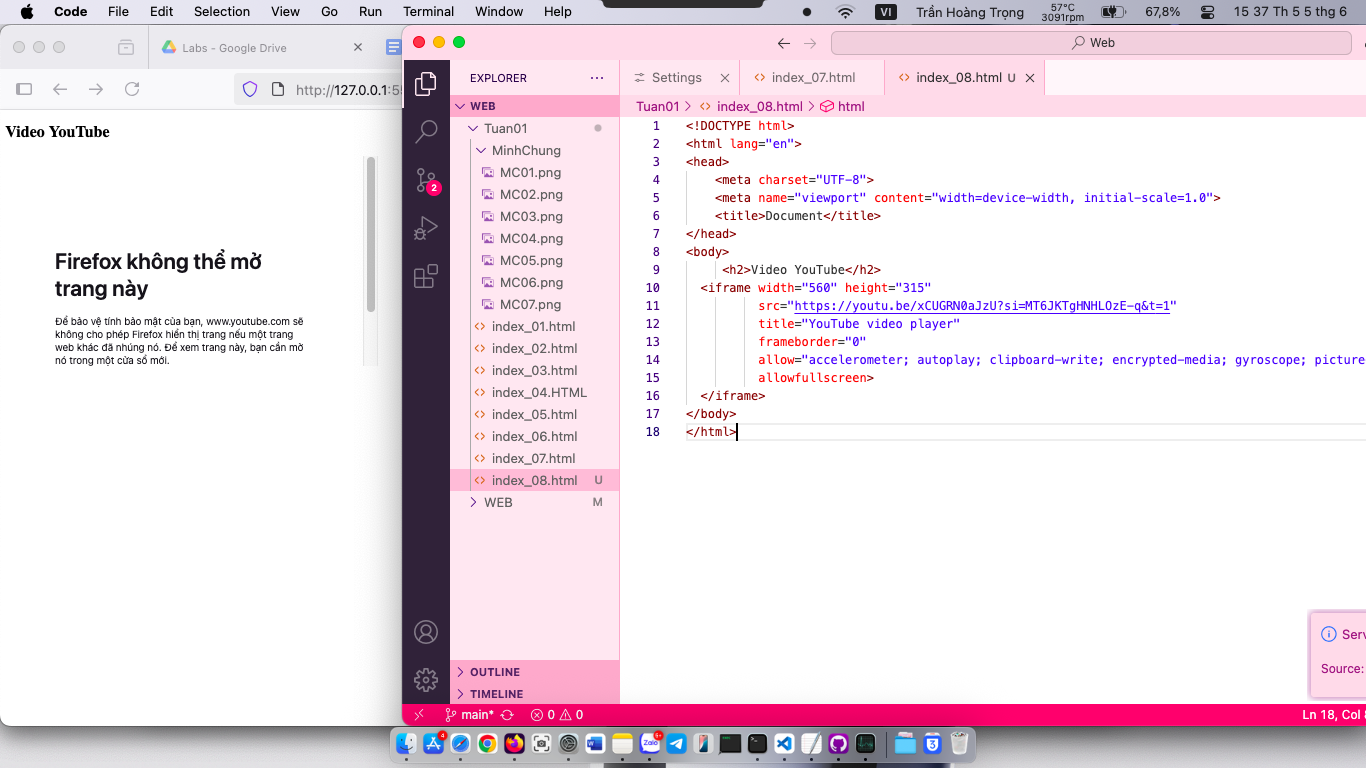 Code File Edit Selection View Go Run Terminal Window Help
VI Trần Hoàng Trọng 57°C 3091rpm 67,8% 15 37 Th 5 5 thg 6
Labs - Google Drive
http://127.0.0.1:5
Video YouTube
Firefox không thể mở
trang này
Để bảo vệ tính bảo mật của bạn, www.youtube.com sẽ
không cho phép Firefox hiển thị trang nếu một trang
web khác đã nhúng nó. Để xem trang này, bạn cần mở
nó trong một cửa sổ mới.
Web
EXPLORER
WEB
Tuan01
MinhChung
MC01.png
MC02.png
MC03.png
MC04.png
MC05.png
MC06.png
MC07.png
index_01.html
index_02.html
index_03.html
index_04.HTML
index_05.html
index_06.html
index_07.html
index_08.html U
WEB M
OUTLINE
TIMELINE
2
Settings index_07.html index_08.html U
Tuan01 > index_08.html > html
1 <!DOCTYPE html>
2 <html lang="en">
3 <head>
4 <meta charset="UTF-8">
5 <meta name="viewport" content="width=device-width, initial-scale=1.0">
6 <title>Document</title>
7 </head>
8 <body>
9 <h2>Video YouTube</h2>
10 <iframe width="560" height="315"
11 src="https://youtu.be/xCUGRN0aJzU?si=MT6JKTgHNHLOzE-q&t=1"
12 title="YouTube video player"
13 frameborder="0"
14 allow="accelerometer; autoplay; clipboard-write; encrypted-media; gyroscope; picture
15 allowfullscreen>
16 </iframe>
17 </body>
18 </html>
Serv
Source:
main* 0 0 Ln 18, Col
4
Zalo
3